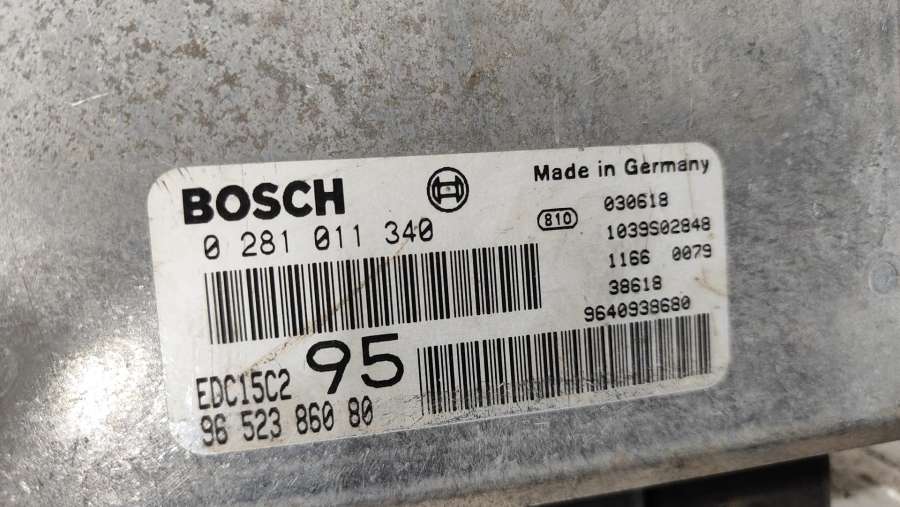 BOSCH
0 281 011 340
EDC15C2
95
96 523 860 80
Made in Germany
810
030618
1039S02848
1166 0079
38618
9640939680